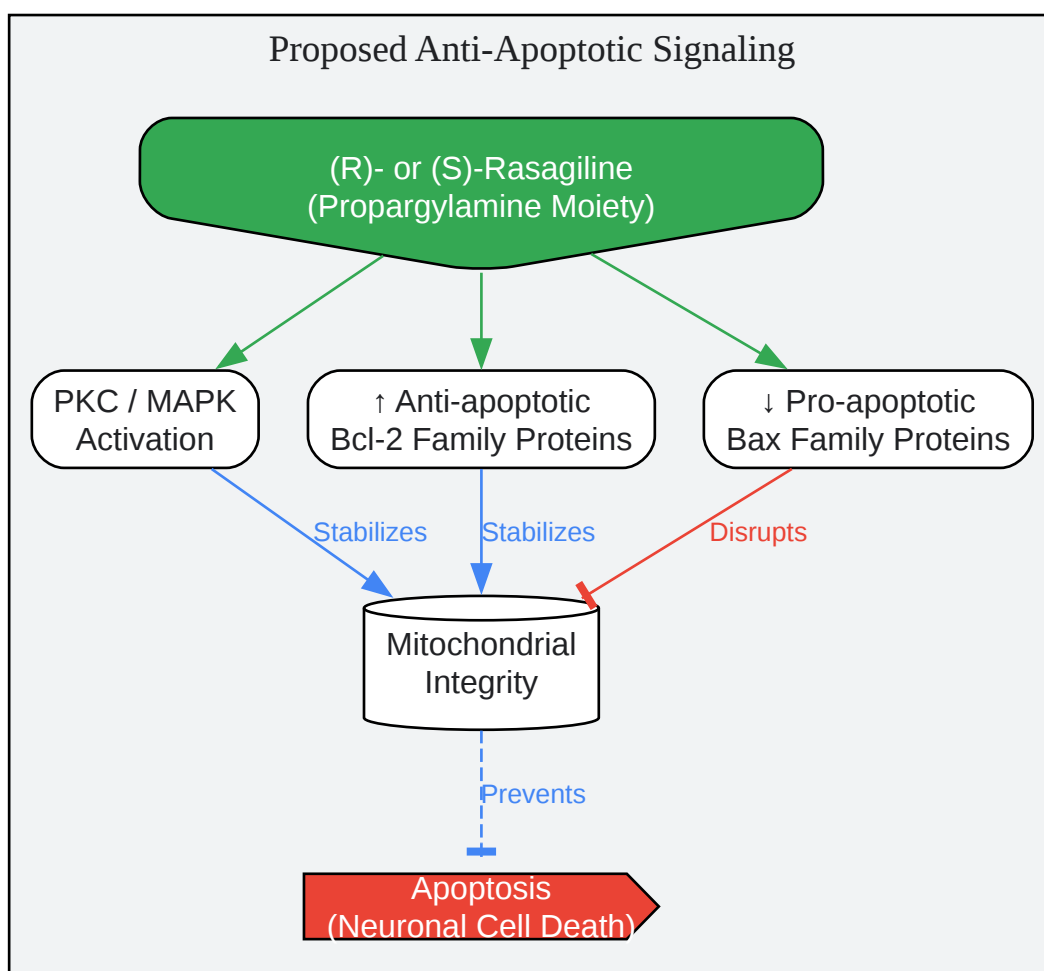 Proposed Anti-Apoptotic Signaling
(R)- or (S)-Rasagiline
(Propargylamine Moiety)
PKC / MAPK
Activation
↑ Anti-apoptotic
Bcl-2 Family Proteins
↓ Pro-apoptotic
Bax Family Proteins
Stabilizes
Stabilizes
Disrupts
Mitochondrial
Integrity
Prevents
Apoptosis
(Neuronal Cell Death)